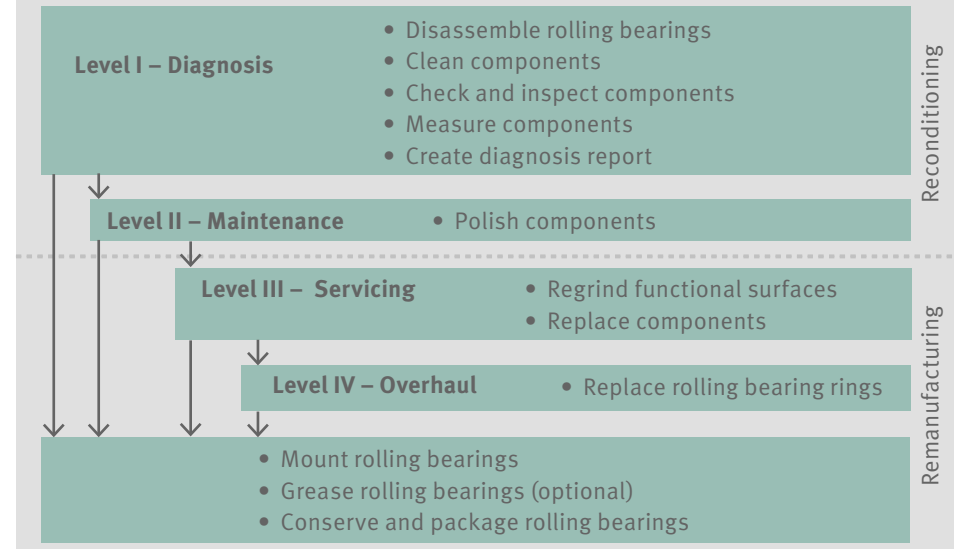 Level I – Diagnosis
• Disassemble rolling bearings
• Clean components
• Check and inspect components
• Measure components
• Create diagnosis report
Reconditioning
Level II – Maintenance
• Polish components
Level III – Servicing
• Regrind functional surfaces
• Replace components
Remanufacturing
Level IV – Overhaul
• Replace rolling bearing rings
• Mount rolling bearings
• Grease rolling bearings (optional)
• Conserve and package rolling bearings